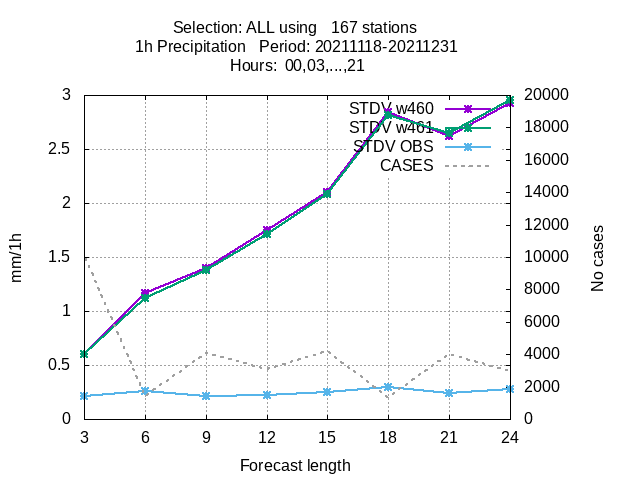 Selection: ALL using   167 stations
1h Precipitation   Period: 20211118-20211231
Hours:  00,03,...,21
STDV w460
STDV w461
STDV OBS
CASES
3
2.5
2
1.5
1
0.5
0
mm/1h
20000
18000
16000
14000
12000
10000
8000
6000
4000
2000
0
No cases
3 6 9 12 15 18 21 24
Forecast length